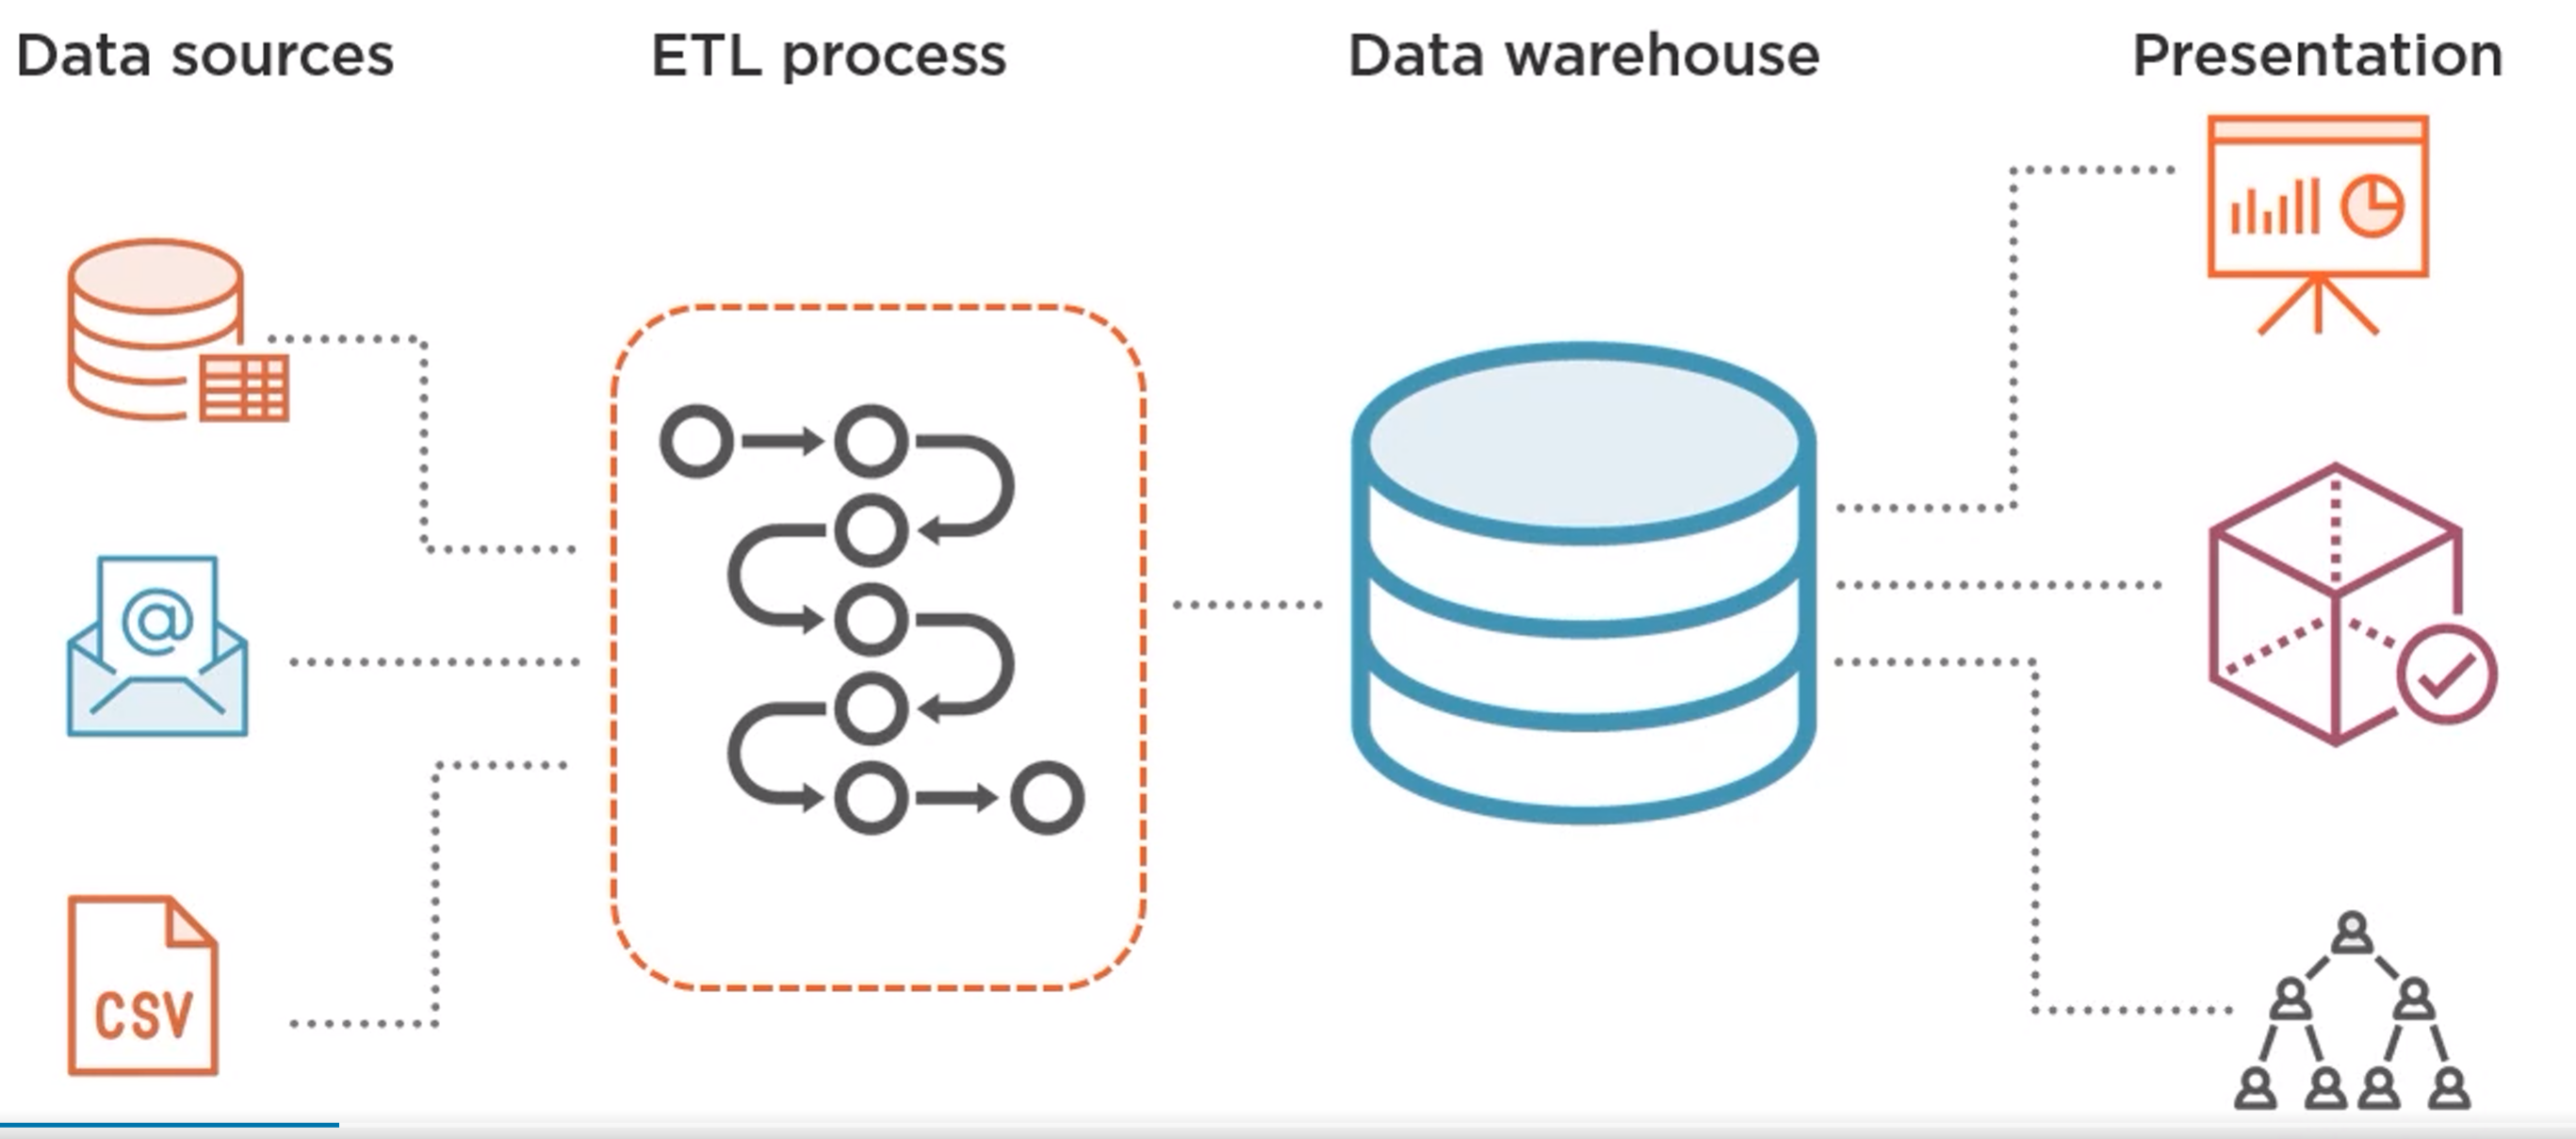 Data sources
ETL process
Data warehouse
Presentation
@
CSV